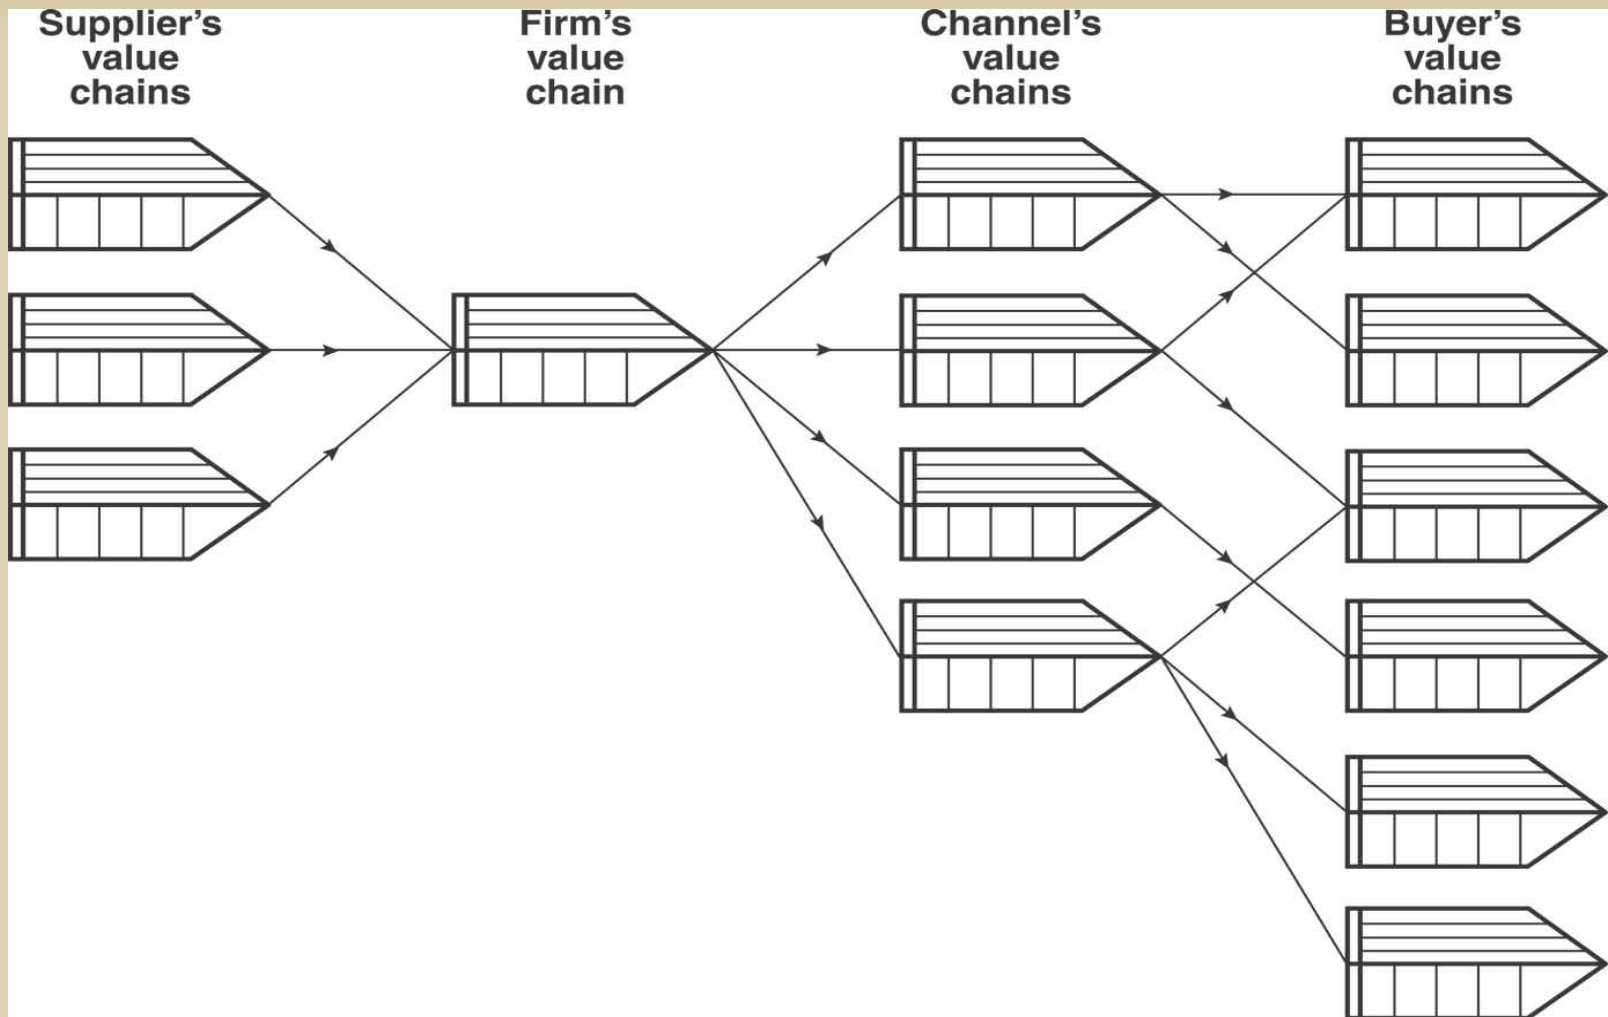 Supplier's
value
chains
Firm's
value
chain
Channel's
value
chains
Buyer's
value
chains